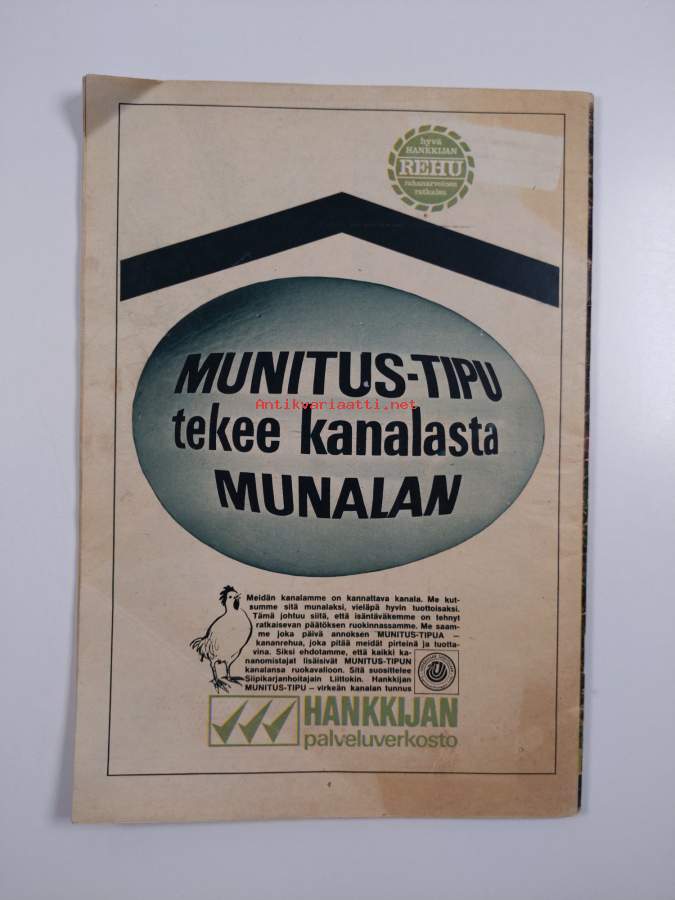 hyvä
HANKKIJAN
REHU
rahanarvoinen
ratkaisu
MUNITUS-TIPU
Antikvariaatti.net
tekee kanalasta
MUNALAN
Meidän kanalamme on kannattava kanala. Me kut-
summe sitä munalaksi, vieläpä hyvin tuottoisaksi.
Tämä johtuu siitä, että isäntäväkemme on tehnyt
ratkaisevan päätöksen ruokinnassamme. Me saam-
me joka päivä annoksen MUNITUS-TIPUA –
kananrehua, joka pitää meidät pirteinä ja tuotta-
vina. Siksi ehdotamme, että kaikki ka-
nanomistajat lisäisivät MUNITUS-TIPUN
kanalansa ruokavalioon. Sitä suosittelee
Siipikarjanhoitajain Liittokin. Hankkijan
MUNITUS-TIPU – virkeän kanalan tunnus
HANKKIJAN
palveluverkosto